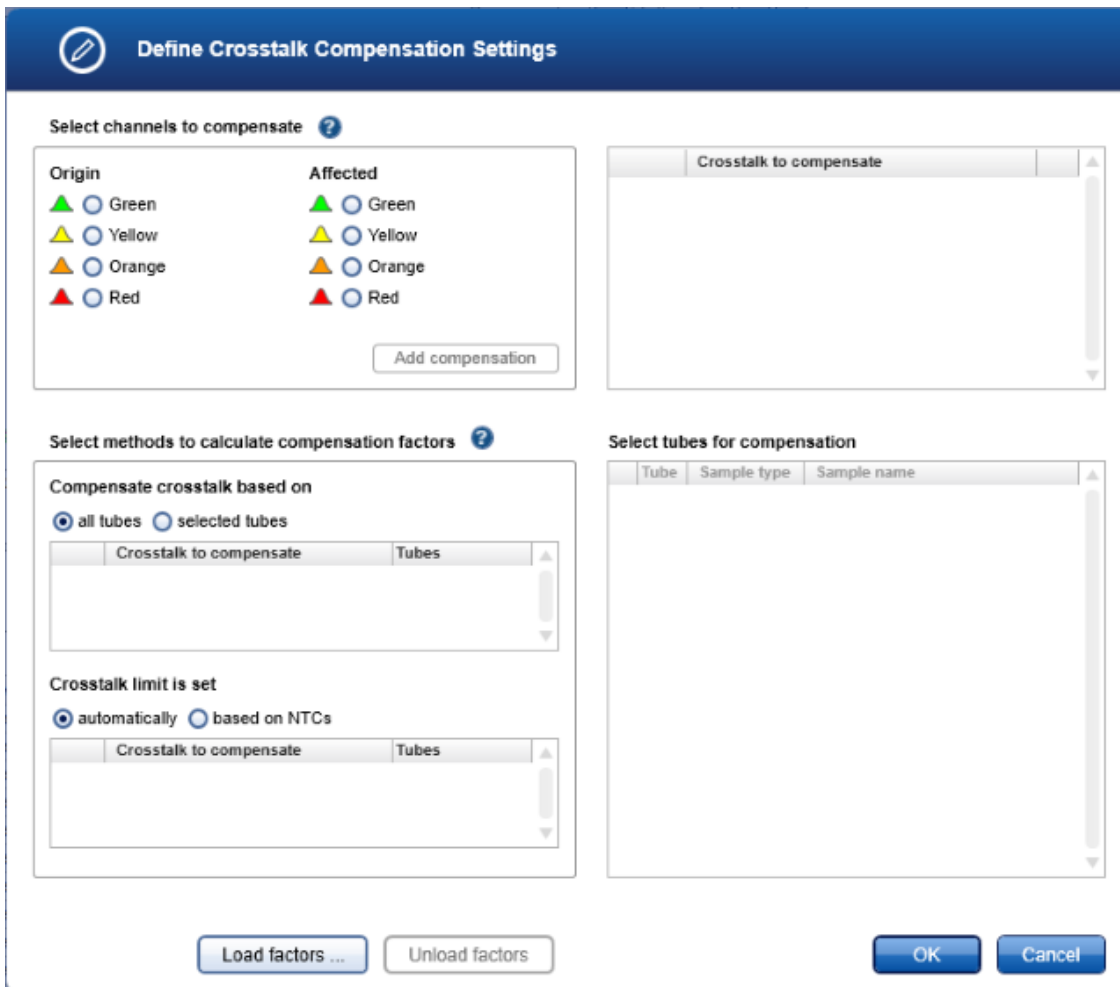 Define Crosstalk Compensation Settings
Select channels to compensate ?
Origin Affected
Green Green
Yellow Yellow
Orange Orange
Red Red
Add compensation
Crosstalk to compensate
Select methods to calculate compensation factors ?
Compensate crosstalk based on
all tubes selected tubes
Crosstalk to compensate Tubes
Crosstalk limit is set
automatically based on NTCs
Crosstalk to compensate Tubes
Select tubes for compensation
Tube Sample type Sample name
Load factors ... Unload factors OK Cancel